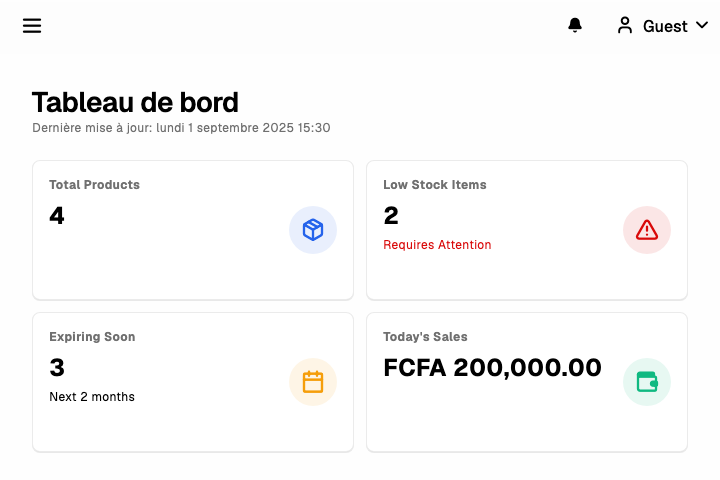 Guest
Tableau de bord
Dernière mise à jour: lundi 1 septembre 2025 15:30
Total Products
4
Low Stock Items
2
Requires Attention
Expiring Soon
3
Next 2 months
Today's Sales
FCFA 200,000.00